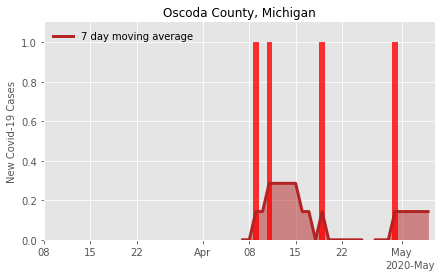 Oscoda County, Michigan
7 day moving average
New Covid-19 Cases
1.0
0.8
0.6
0.4
0.2
0.0
08
15
22
Apr
08
15
22
May
2020-May